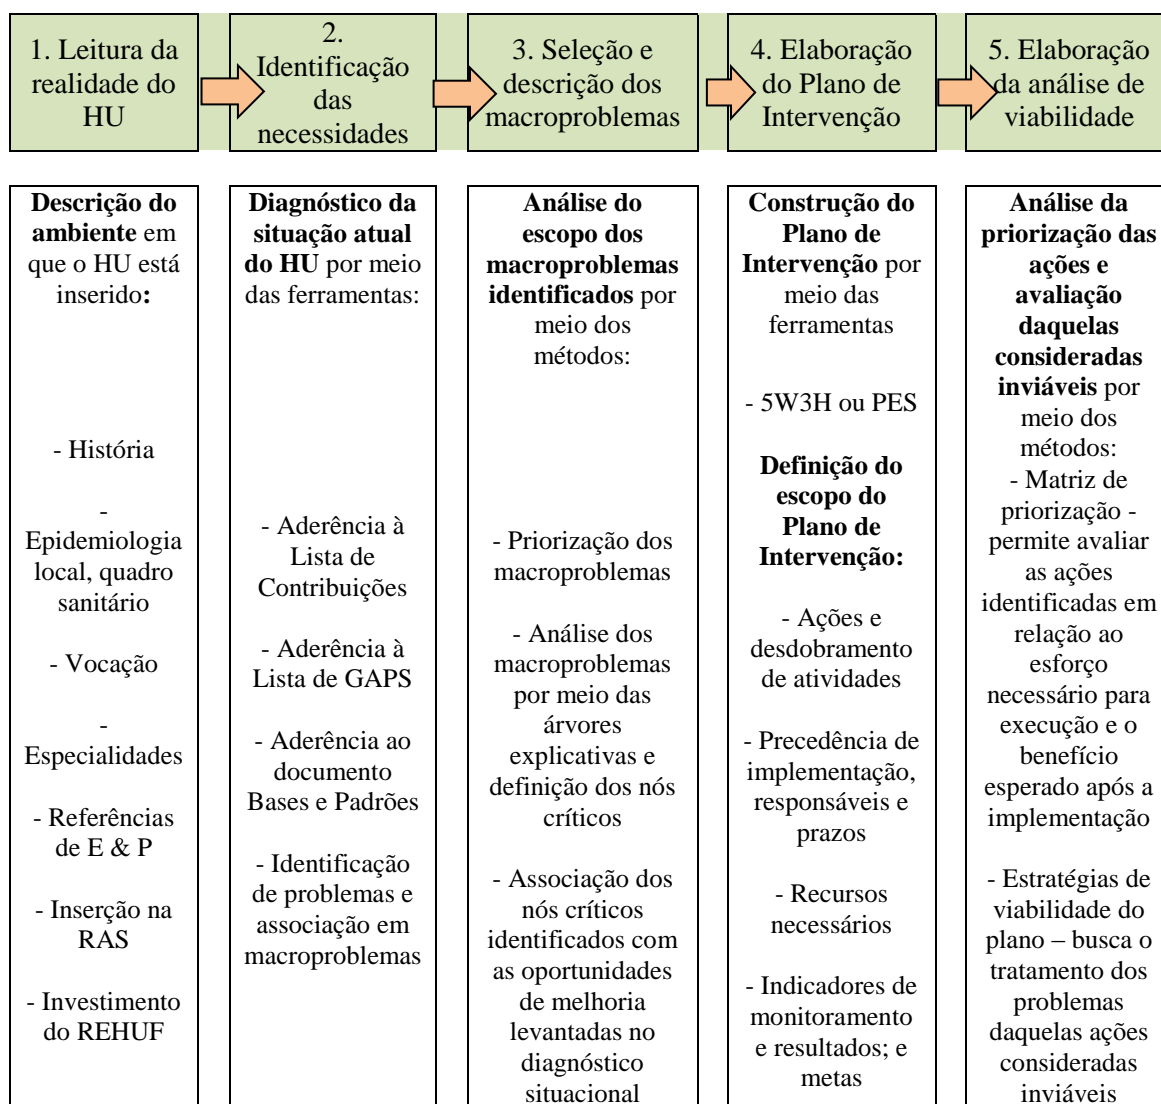 1. Leitura da
realidade do
HU
2.
Identificação
das
necessidades
3. Seleção e
descrição dos
macroproblemas
4. Elaboração
do Plano de
Intervenção
5. Elaboração
da análise de
viabilidade
Descrição do
ambiente em
que o HU está
inserido:
- História
-
Epidemiologia
local, quadro
sanitário
- Vocação
-
Especialidades
- Referências
de E & P
- Inserção na
RAS
- Investimento
do REHUF
Diagnóstico da
situação atual
do HU por meio
das ferramentas:
- Aderência à
Lista de
Contribuições
- Aderência à
Lista de GAPS
- Aderência ao
documento
Bases e Padrões
- Identificação
de problemas e
associação em
macroproblemas
Análise do
escopo dos
macroproblemas
identificados por
meio dos
métodos:
- Priorização dos
macroproblemas
- Análise dos
macroproblemas
por meio das
árvores
explicativas e
definição dos nós
críticos
- Associação dos
nós críticos
identificados com
as oportunidades
de melhoria
levantadas no
diagnóstico
situacional
Construção do
Plano de
Intervenção por
meio das
ferramentas
- 5W3H ou PES
Definição do
escopo do
Plano de
Intervenção:
- Ações e
desdobramento
de atividades
- Precedência de
implementação,
responsáveis e
prazos
- Recursos
necessários
- Indicadores de
monitoramento
e resultados; e
metas
Análise da
priorização das
ações e
avaliação
daquelas
consideradas
inviáveis por
meio dos
métodos:
- Matriz de
priorização -
permite avaliar
as ações
identificadas em
relação ao
esforço
necessário para
execução e o
benefício
esperado após a
implementação
- Estratégias de
viabilidade do
plano – busca o
tratamento dos
problemas
daquelas ações
consideradas
inviáveis